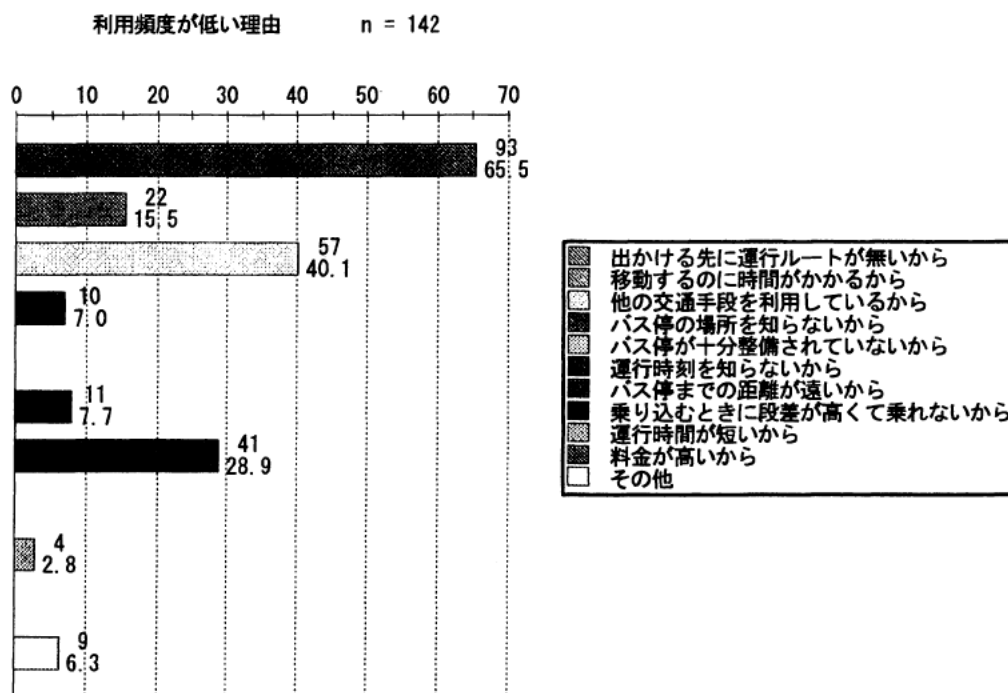 利用頻度が低い理由 n = 142
0 10 20 30 40 50 60 70
93
65.5
22
15.5
57
40.1
10
7.0
11
7.7
41
28.9
4
2.8
9
6.3
出かける先に運行ルートが無いから
移動するのに時間がかかるから
他の交通手段を利用しているから
バス停の場所を知らないから
バス停が十分整備されていないから
運行時刻を知らないから
バス停までの距離が遠いから
乗り込むときに段差が高くて乗れないから
運行時間が短いから
料金が高いから
その他